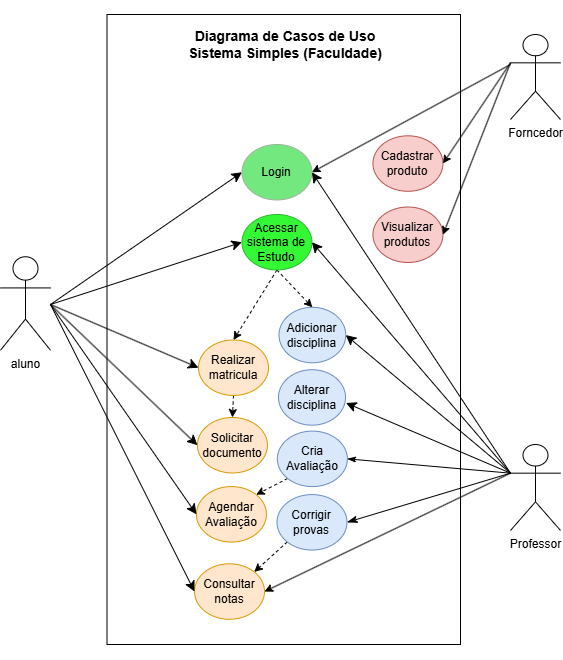 Diagrama de Casos de Uso
Sistema Simples (Faculdade)
Forncedor
Cadastrar
produto
Login
Visualizar
produtos
Acessar
sistema de
Estudo
aluno
Adicionar
disciplina
Realizar
matricula
Alterar
disciplina
Solicitar
documento
Cria
Avaliação
Agendar
Avaliação
Corrigir
provas
Professor
Consultar
notas